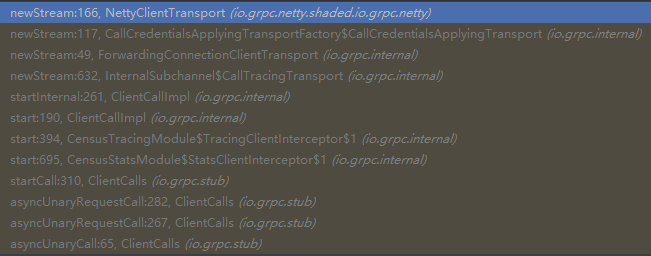 newStream:166, NettyClientTransport (io.grpc.netty.shaded.io.grpc.netty)
newStream:117, CallCredentialsApplyingTransportFactory$CallCredentialsApplyingTransport (io.grpc.internal)
newStream:49, ForwardingConnectionClientTransport (io.grpc.internal)
newStream:632, InternalSubchannel$CallTracingTransport (io.grpc.internal)
startInternal:261, ClientCallImpl (io.grpc.internal)
start:190, ClientCallImpl (io.grpc.internal)
start:394, CensusTracingModule$TracingClientInterceptor$1 (io.grpc.internal)
start:695, CensusStatsModule$StatsClientInterceptor$1 (io.grpc.internal)
startCall:310, ClientCalls (io.grpc.stub)
asyncUnaryRequestCall:282, ClientCalls (io.grpc.stub)
asyncUnaryRequestCall:267, ClientCalls (io.grpc.stub)
asyncUnaryCall:65, ClientCalls (io.grpc.stub)